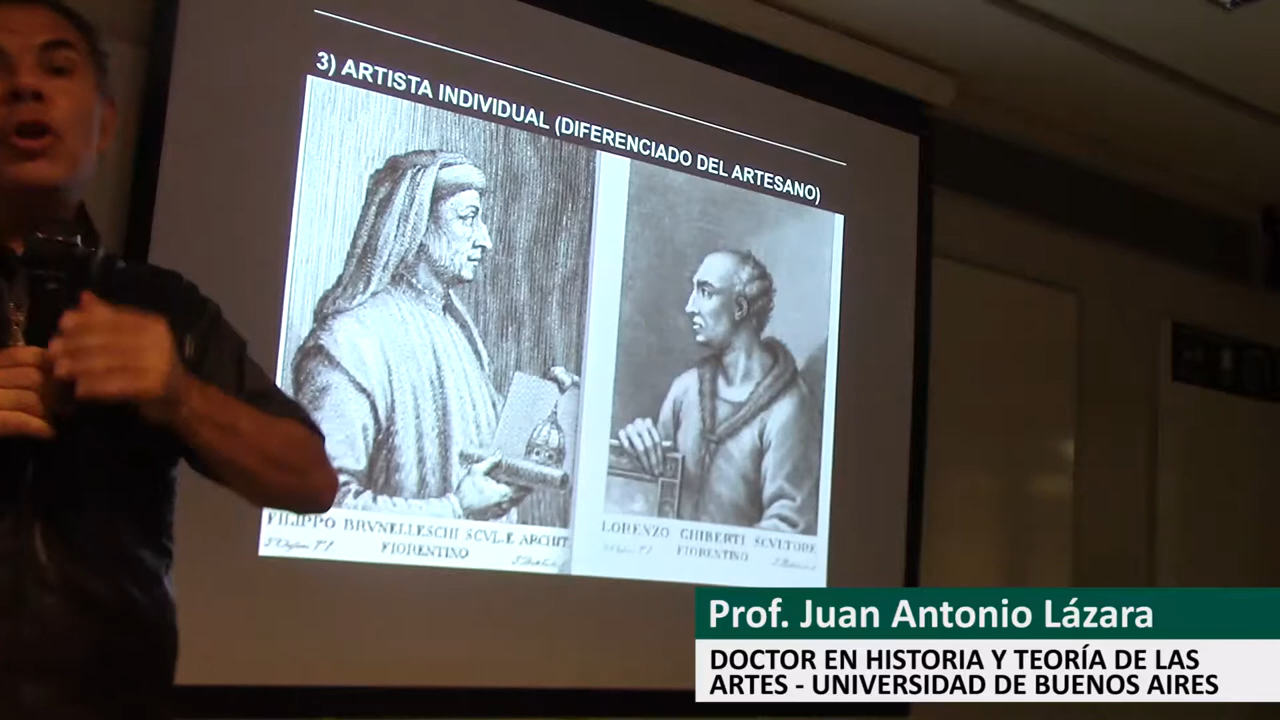 3) ARTISTA INDIVIDUAL (DIFERENCIADO DEL ARTESANO)
FILIPPO BRVNELLESCHI SCVL.E ARCHIT
FIORENTINO
LORENZO GHIBERTI SCVLTORE
FIORENTINO
Prof. Juan Antonio Lázara
DOCTOR EN HISTORIA Y TEORÍA DE LAS
ARTES - UNIVERSIDAD DE BUENOS AIRES